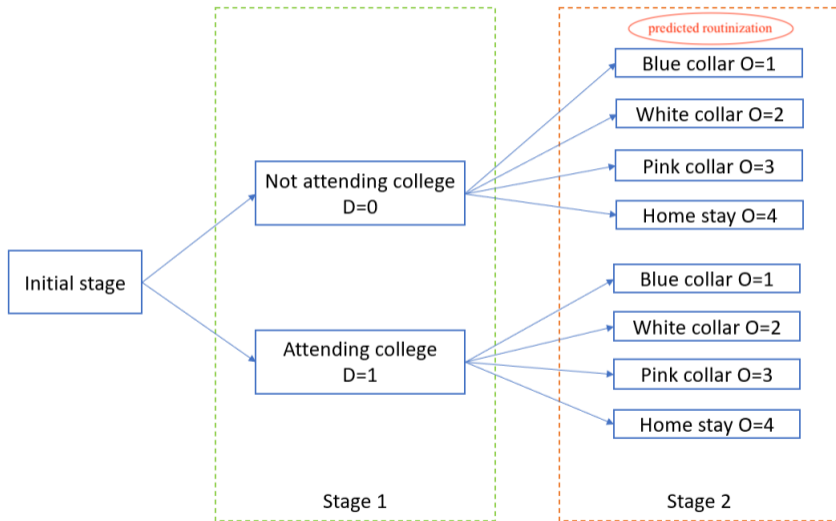 predicted routinization
Blue collar O=1
White collar O=2
Pink collar O=3
Home stay O=4
Not attending college
D=0
Initial stage
Attending college
D=1
Blue collar O=1
White collar O=2
Pink collar O=3
Home stay O=4
Stage 1
Stage 2